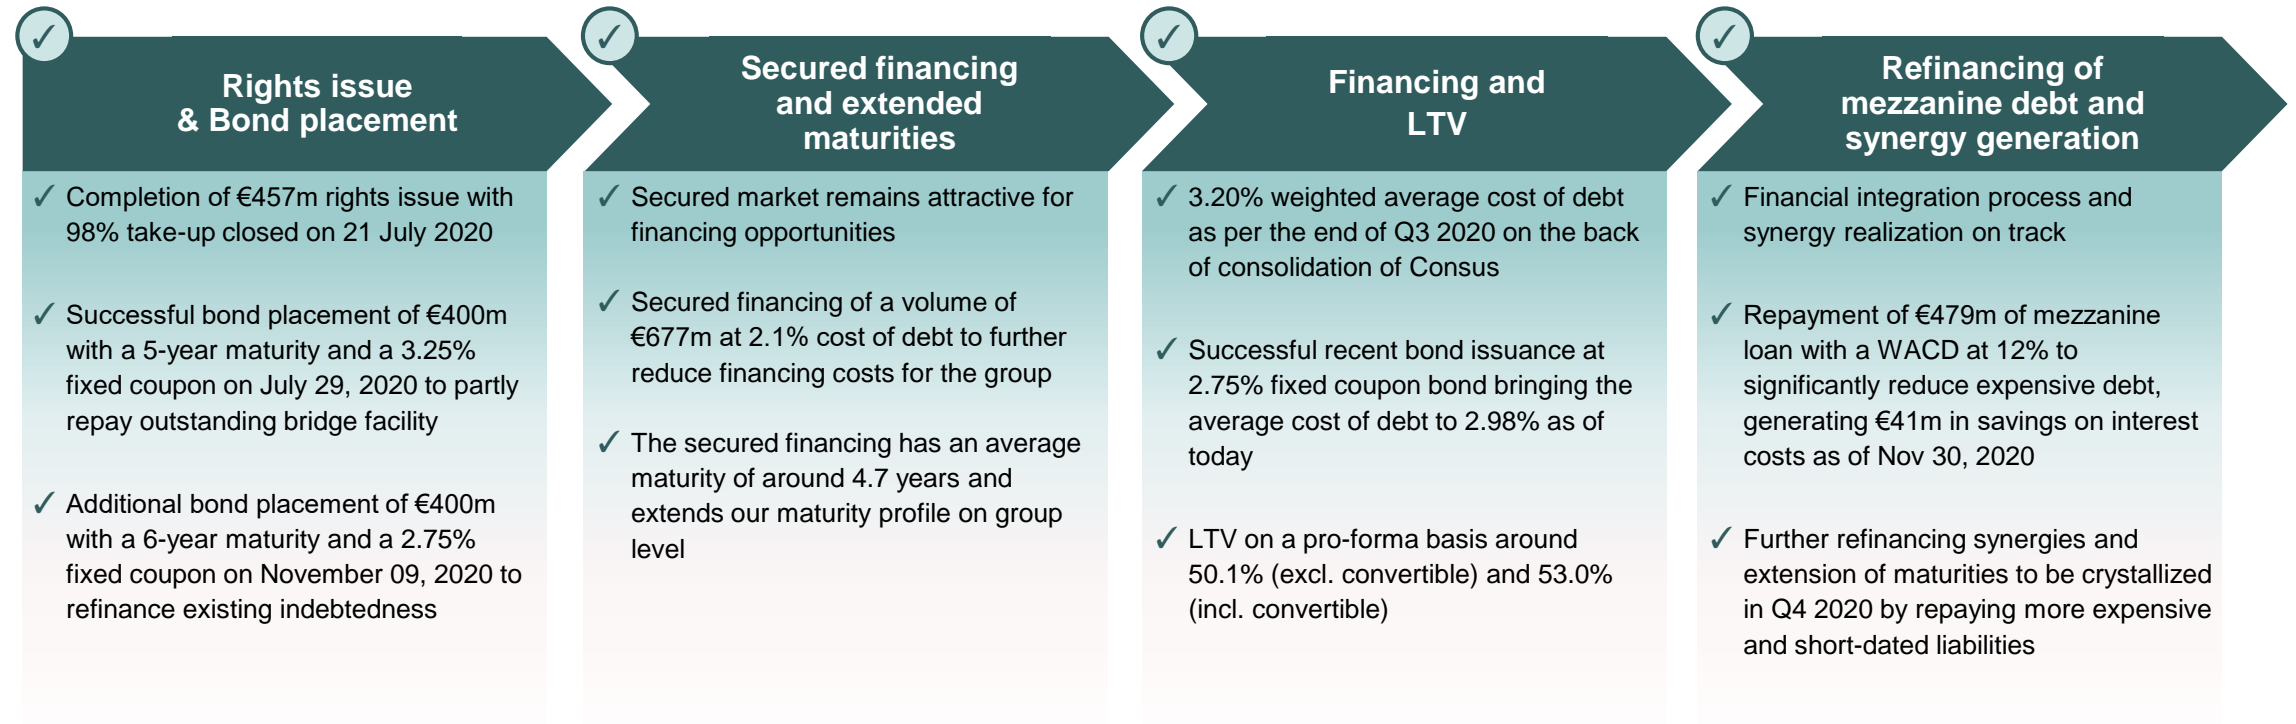 ✓
Rights issue
& Bond placement
✓ Completion of €457m rights issue with
98% take-up closed on 21 July 2020
✓ Successful bond placement of €400m
with a 5-year maturity and a 3.25%
fixed coupon on July 29, 2020 to partly
repay outstanding bridge facility
✓ Additional bond placement of €400m
with a 6-year maturity and a 2.75%
fixed coupon on November 09, 2020 to
refinance existing indebtedness
✓
Secured financing
and extended
maturities
✓ Secured market remains attractive for
financing opportunities
✓ Secured financing of a volume of
€677m at 2.1% cost of debt to further
reduce financing costs for the group
✓ The secured financing has an average
maturity of around 4.7 years and
extends our maturity profile on group
level
✓
Financing and
LTV
✓ 3.20% weighted average cost of debt
as per the end of Q3 2020 on the back
of consolidation of Consus
✓ Successful recent bond issuance at
2.75% fixed coupon bond bringing the
average cost of debt to 2.98% as of
today
✓ LTV on a pro-forma basis around
50.1% (excl. convertible) and 53.0%
(incl. convertible)
✓
Refinancing of
mezzanine debt and
synergy generation
✓ Financial integration process and
synergy realization on track
✓ Repayment of €479m of mezzanine
loan with a WACD at 12% to
significantly reduce expensive debt,
generating €41m in savings on interest
costs as of Nov 30, 2020
✓ Further refinancing synergies and
extension of maturities to be crystallized
in Q4 2020 by repaying more expensive
and short-dated liabilities